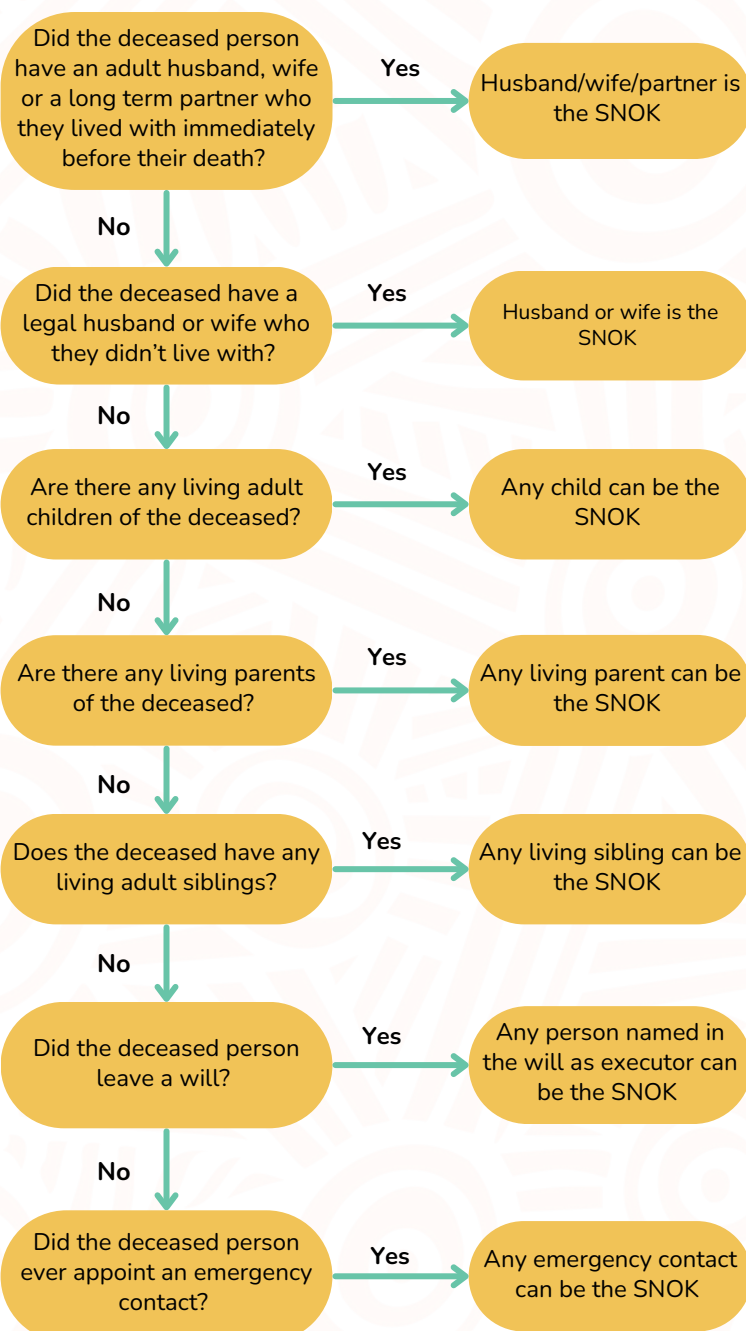 Did the deceased person
have an adult husband, wife
or a long term partner who
they lived with immediately
before their death?
Yes
Husband/wife/partner is
the SNOK
No
Did the deceased have a
legal husband or wife who
they didn’t live with?
Yes
Husband or wife is the
SNOK
No
Are there any living adult
children of the deceased?
Yes
Any child can be the
SNOK
No
Are there any living parents
of the deceased?
Yes
Any living parent can be
the SNOK
No
Does the deceased have any
living adult siblings?
Yes
Any living sibling can be
the SNOK
No
Did the deceased person
leave a will?
Yes
Any person named in
the will as executor can
be the SNOK
No
Did the deceased person
ever appoint an emergency
contact?
Yes
Any emergency contact
can be the SNOK